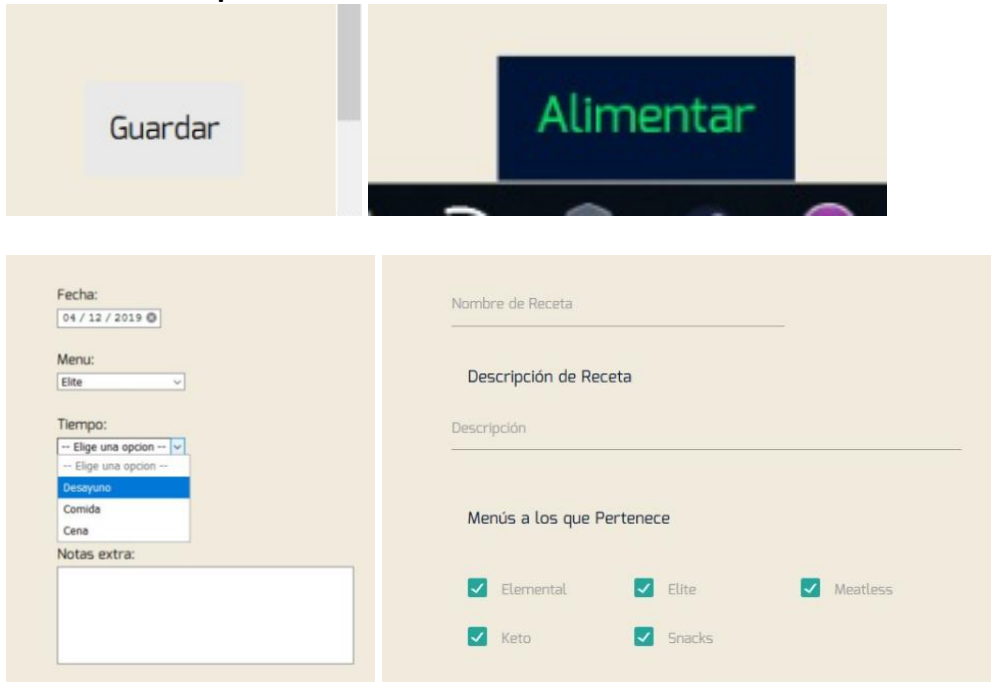 Guardar
Alimentar
Fecha:
04 / 12 / 2019
Menu:
Elite
Tiempo:
-- Elige una opcion --
-- Elige una opcion --
Desayuno
Comida
Cena
Notas extra:
Nombre de Receta
Descripción de Receta
Descripción
Menús a los que Pertenece
Elemental
Elite
Meatless
Keto
Snacks